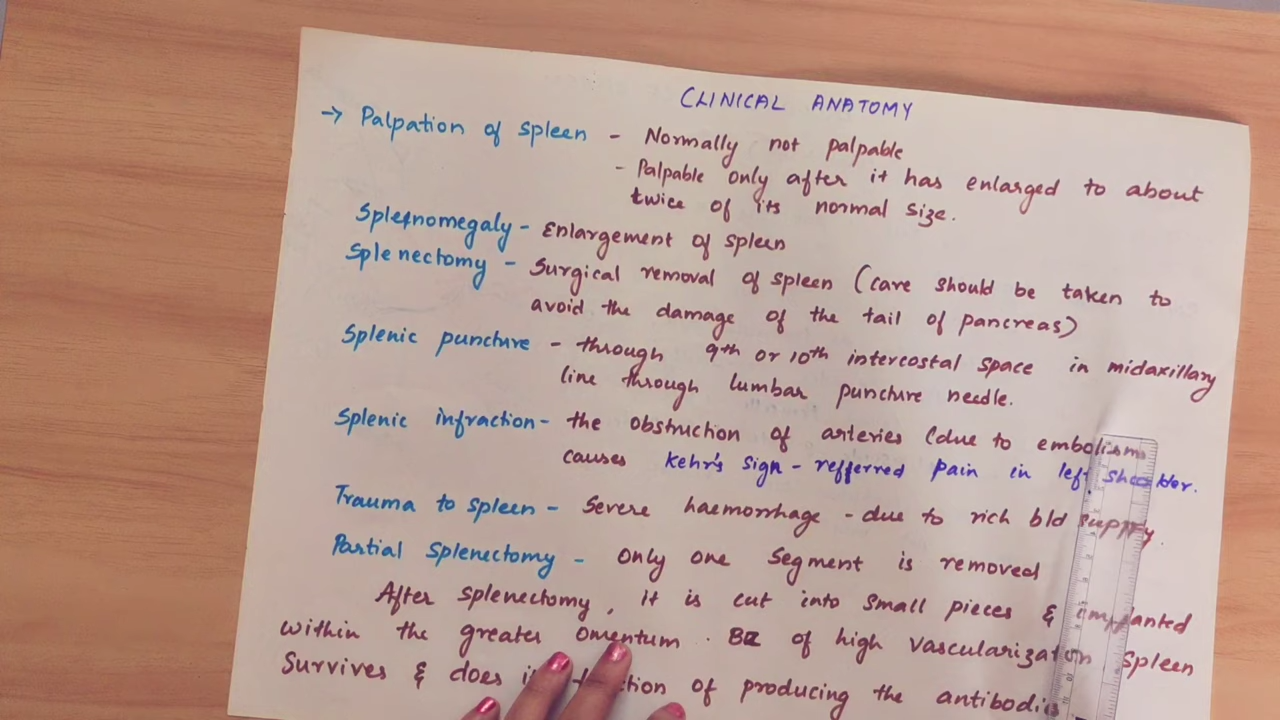 CLINICAL ANATOMY
→ Palpation of spleen - Normally not palpable
- Palpable only after it has enlarged to about
twice of its normal size.
Splenomegaly - Enlargement of spleen
Splenectomy - Surgical removal of spleen (care should be taken to
avoid the damage of the tail of pancreas)
Splenic puncture - through 9th or 10th intercostal space in midaxillary
line through lumbar puncture needle.
Splenic infraction - the obstruction of arteries (due to embolism
causes Kehr's sign - refferred pain in left
Trauma to spleen - Severe haemorrhage - due to rich bld supply.
Partial Splenectomy - Only one segment is removed
After splenectomy, it is cut into small pieces & implanted
within the greater omentum. Bz of high vascularization spleen
Survives & does of producing the antibodies